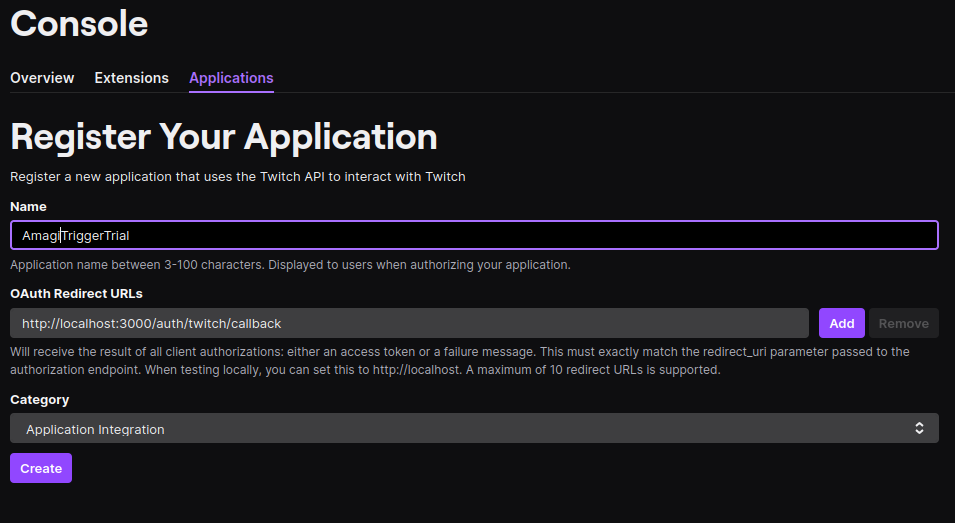 Console
Overview Extensions Applications
Register Your Application
Register a new application that uses the Twitch API to interact with Twitch
Name
AmagiTriggerTrial
Application name between 3-100 characters. Displayed to users when authorizing your application.
OAuth Redirect URLs
http://localhost:3000/auth/twitch/callback Add Remove
Will receive the result of all client authorizations: either an access token or a failure message. This must exactly match the redirect_uri parameter passed to the
authorization endpoint. When testing locally, you can set this to http://localhost. A maximum of 10 redirect URLs is supported.
Category
Application Integration
Create